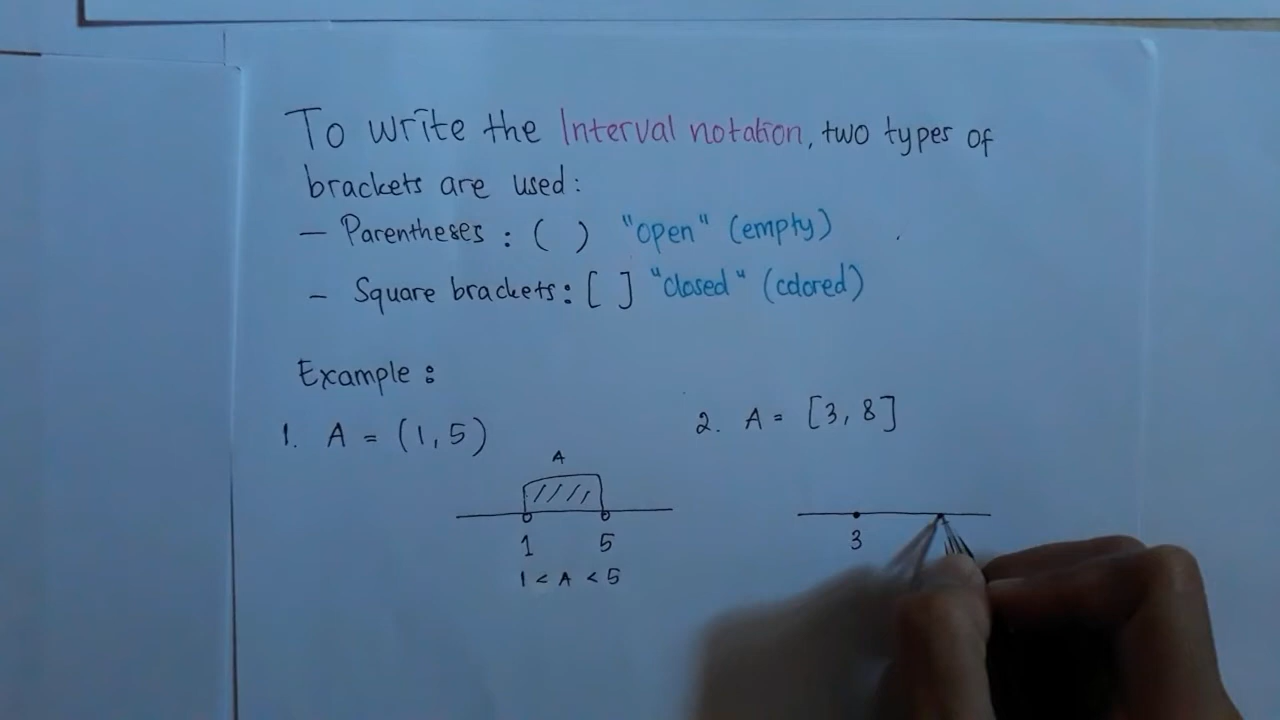 To write the Interval notation, two types of
brackets are used:
– Parentheses : ( ) "open" (empty)
– Square brackets : [ ] "closed" (colored)
Example :
1. A = (1, 5)
A
1 5
1 < A < 5
2. A = [3, 8]
3